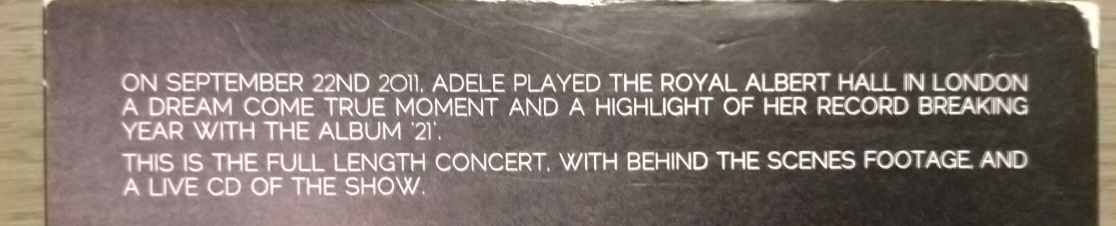 ON SEPTEMBER 22ND 2011, ADELE PLAYED THE ROYAL ALBERT HALL IN LONDON
A DREAM COME TRUE MOMENT AND A HIGHLIGHT OF HER RECORD BREAKING
YEAR WITH THE ALBUM '21'.
THIS IS THE FULL LENGTH CONCERT, WITH BEHIND THE SCENES FOOTAGE, AND
A LIVE CD OF THE SHOW.